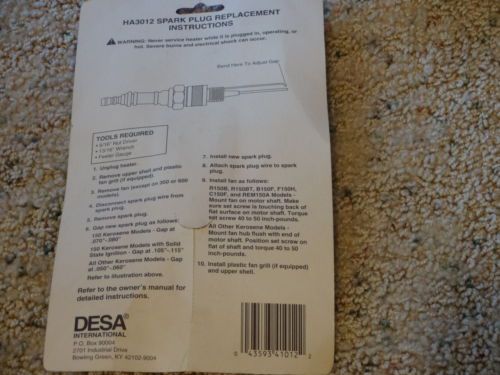 HA3012 SPARK PLUG REPLACEMENT
INSTRUCTIONS
WARNING: Never service heater while it is plugged in, operating, or
hot. Severe burns and electrical shock can occur.
Bend Here To Adjust Gap
TOOLS REQUIRED
• 5/16" Nut Driver
• 13/16" Wrench
• Feeler Gauge
1. Unplug heater.
2. Remove upper shell and plastic
fan grill (if equipped)
3. Remove fan (except on 350 or 600
models).
4. Disconnect spark plug wire from
spark plug.
5. Remove spark plug.
6. Gap new spark plug as follows:
100 Kerosene Models - Gap at
.070"-.080"
150 Kerosene Models with Solid
State Ignition - Gap at .105"-.115"
All Other Kerosene Models - Gap
at .050"-.060"
Refer to illustration above.
Refer to the owner's manual for
detailed instructions.
7. Install new spark plug.
8. Attach spark plug wire to spark
plug.
9. Install fan as follows:
R150B, R150BT, B150F, F150H,
C150F, and REM150A Models -
Mount fan on motor shaft. Make
sure set screw is touching back of
flat surface on motor shaft. Torque
set screw 40 to 50 inch-pounds.
All Other Kerosene Models -
Mount fan hub flush with end of
motor shaft. Position set screw on
flat of shaft and torque 40 to 50
inch-pounds.
10. Install plastic fan grill (if equipped)
and upper shell.
DESA
INTERNATIONAL
P.O. Box 90004
2701 Industrial Drive
Bowling Green, KY 42102-9004
0 43593 41012 2